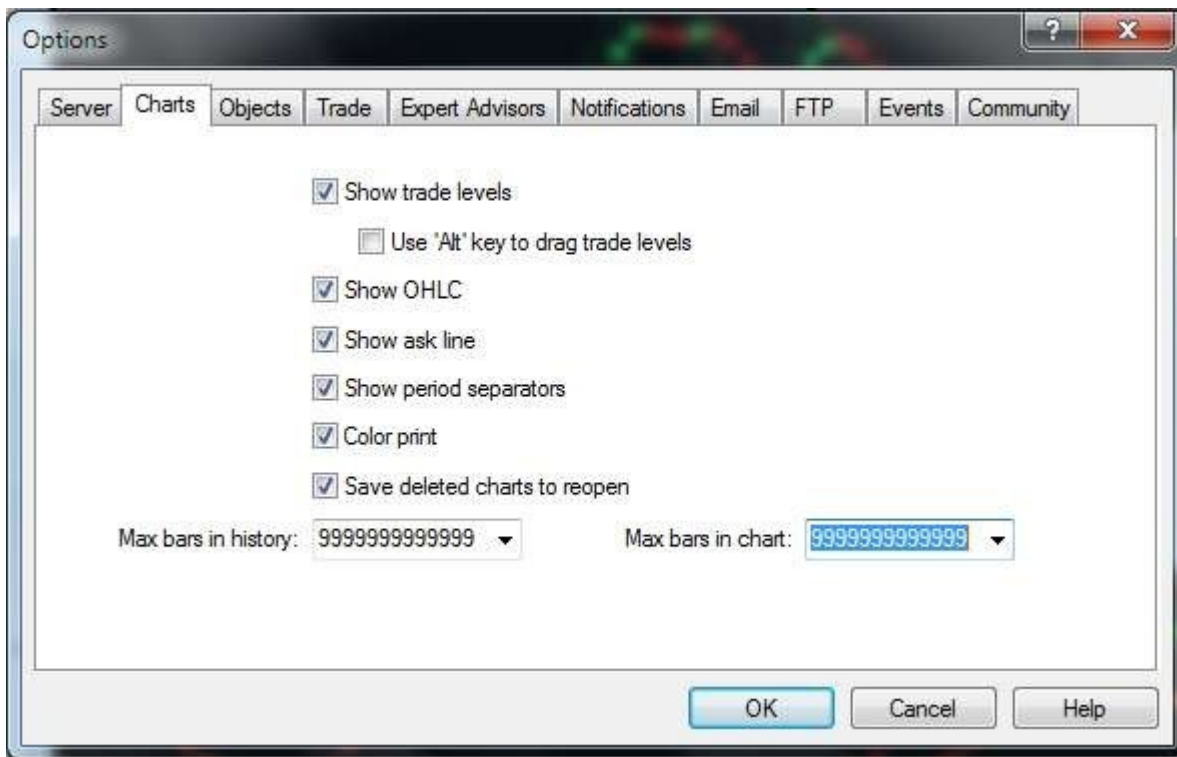 Options
Server Charts Objects Trade Expert Advisors Notifications Email FTP Events Community
Show trade levels
Use "Alt" key to drag trade levels
Show OHLC
Show ask line
Show period separators
Color print
Save deleted charts to reopen
Max bars in history: 9999999999999 Max bars in chart: 9999999999999
OK Cancel Help